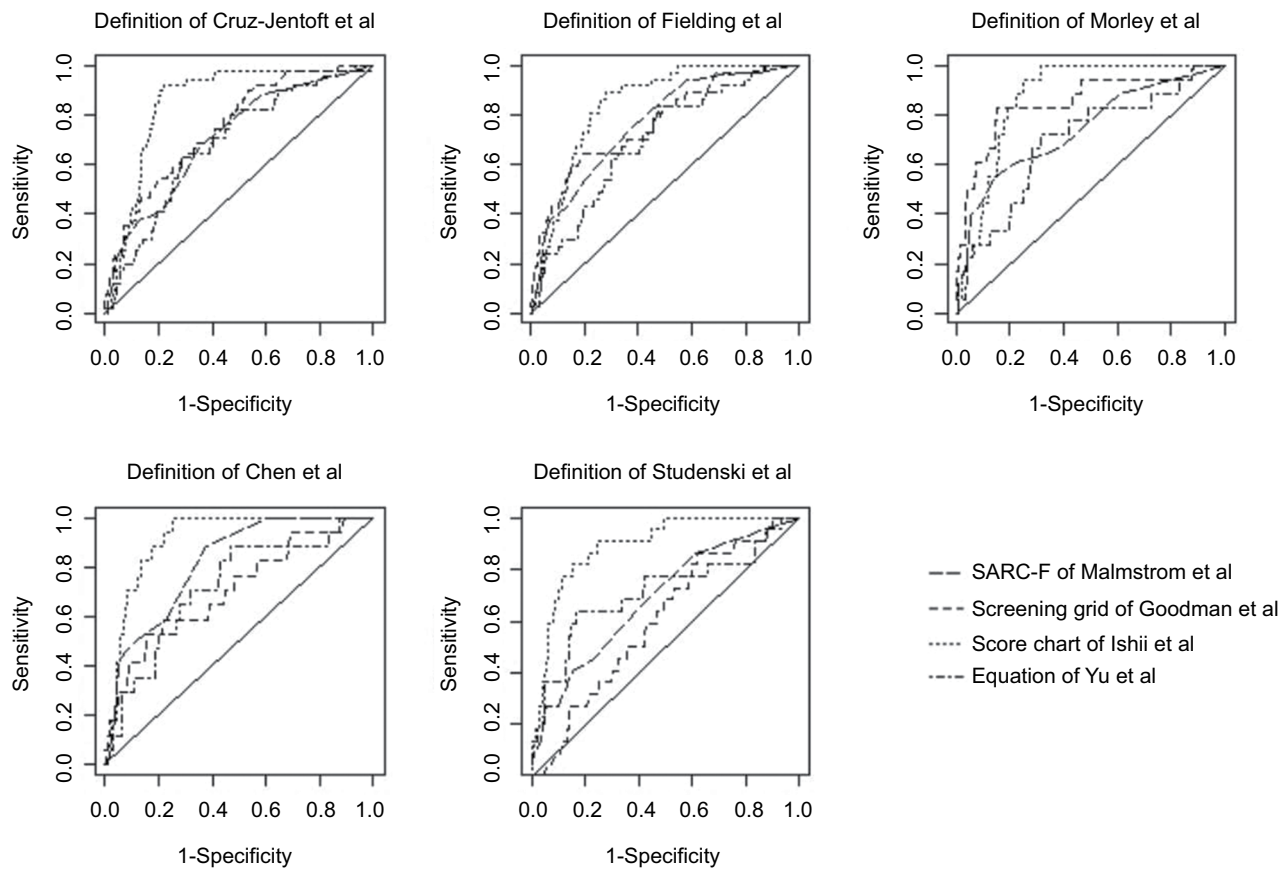 Definition of Cruz-Jentoft et al
Sensitivity
1.0
0.8
0.6
0.4
0.2
0.0
0.0 0.2 0.4 0.6 0.8 1.0
1-Specificity
Definition of Fielding et al
Sensitivity
1.0
0.8
0.6
0.4
0.2
0.0
0.0 0.2 0.4 0.6 0.8 1.0
1-Specificity
Definition of Morley et al
Sensitivity
1.0
0.8
0.6
0.4
0.2
0.0
0.0 0.2 0.4 0.6 0.8 1.0
1-Specificity
Definition of Chen et al
Sensitivity
1.0
0.8
0.6
0.4
0.2
0.0
0.0 0.2 0.4 0.6 0.8 1.0
1-Specificity
Definition of Studenski et al
Sensitivity
1.0
0.8
0.6
0.4
0.2
0.0
0.0 0.2 0.4 0.6 0.8 1.0
1-Specificity
SARC-F of Malmstrom et al
Screening grid of Goodman et al
Score chart of Ishii et al
Equation of Yu et al